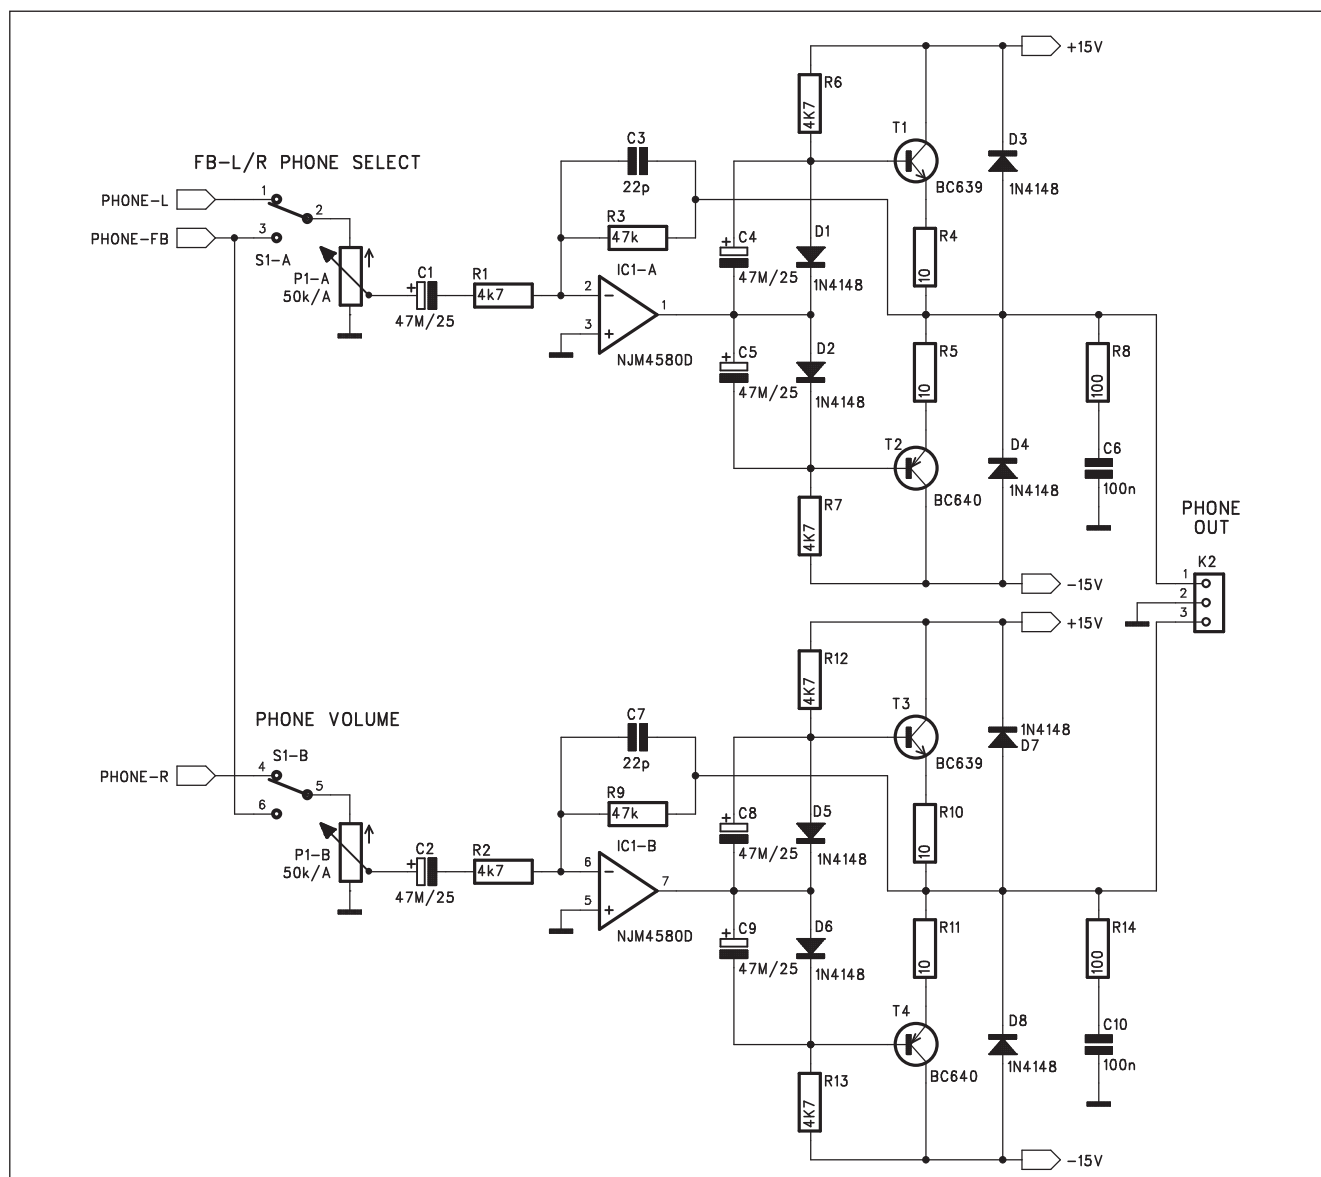 +15V
R6
4K7
T1
C3
D3
FB-L/R PHONE SELECT
22p
BC639
1N4148
PHONE-L
1
2
R3
47k
C4
+
D1
R4
10
PHONE-FB
3
S1-A
IC1-A
47M/25
1N4148
P1-A
50k/A
C1
+
47M/25
R1
4k7
2
-
3
+
1
NJM4580D
C5
+
47M/25
D2
1N4148
R5
10
R8
100
T2
D4
C6
BC640
1N4148
100n
R7
4K7
PHONE
OUT
K2
-15V
1
2
3
+15V
R12
4K7
T3
PHONE VOLUME
C7
1N4148
D7
22p
BC639
S1-B
PHONE-R
4
5
6
R9
47k
C8
+
D5
R10
10
IC1-B
47M/25
1N4148
P1-B
50k/A
C2
+
47M/25
R2
4k7
6
-
5
+
7
NJM4580D
C9
+
47M/25
D6
1N4148
R11
10
R14
100
T4
D8
C10
BC640
1N4148
100n
R13
4K7
-15V